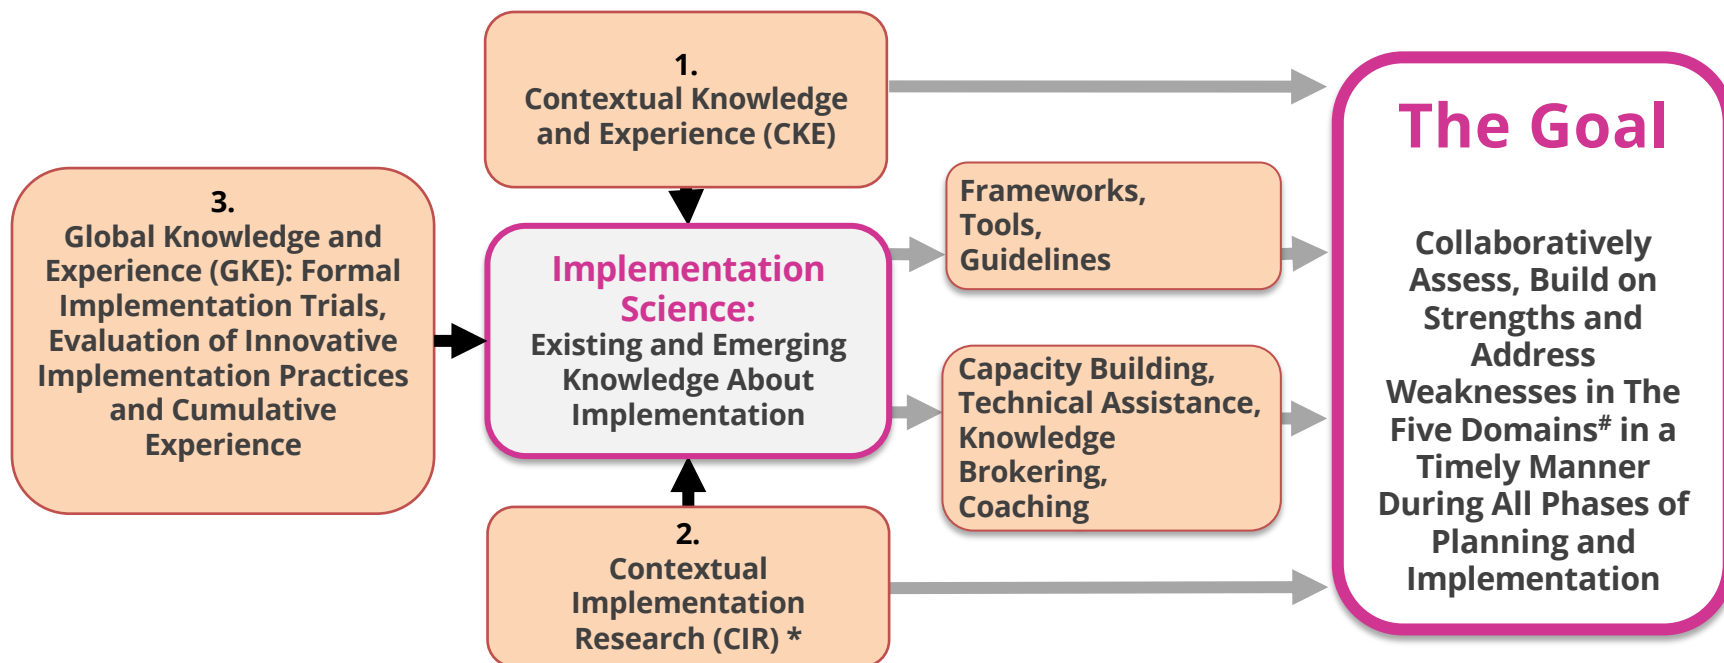 1.
Contextual Knowledge
and Experience (CKE)
3.
Global Knowledge and
Experience (GKE): Formal
Implementation Trials,
Evaluation of Innovative
Implementation Practices
and Cumulative
Experience
Implementation
Science:
Existing and Emerging
Knowledge About
Implementation
2.
Contextual
Implementation
Research (CIR) *
Frameworks,
Tools,
Guidelines
Capacity Building,
Technical Assistance,
Knowledge
Brokering,
Coaching
The Goal
Collaboratively
Assess, Build on
Strengths and
Address
Weaknesses in The
Five Domains# in a
Timely Manner
During All Phases of
Planning and
Implementation